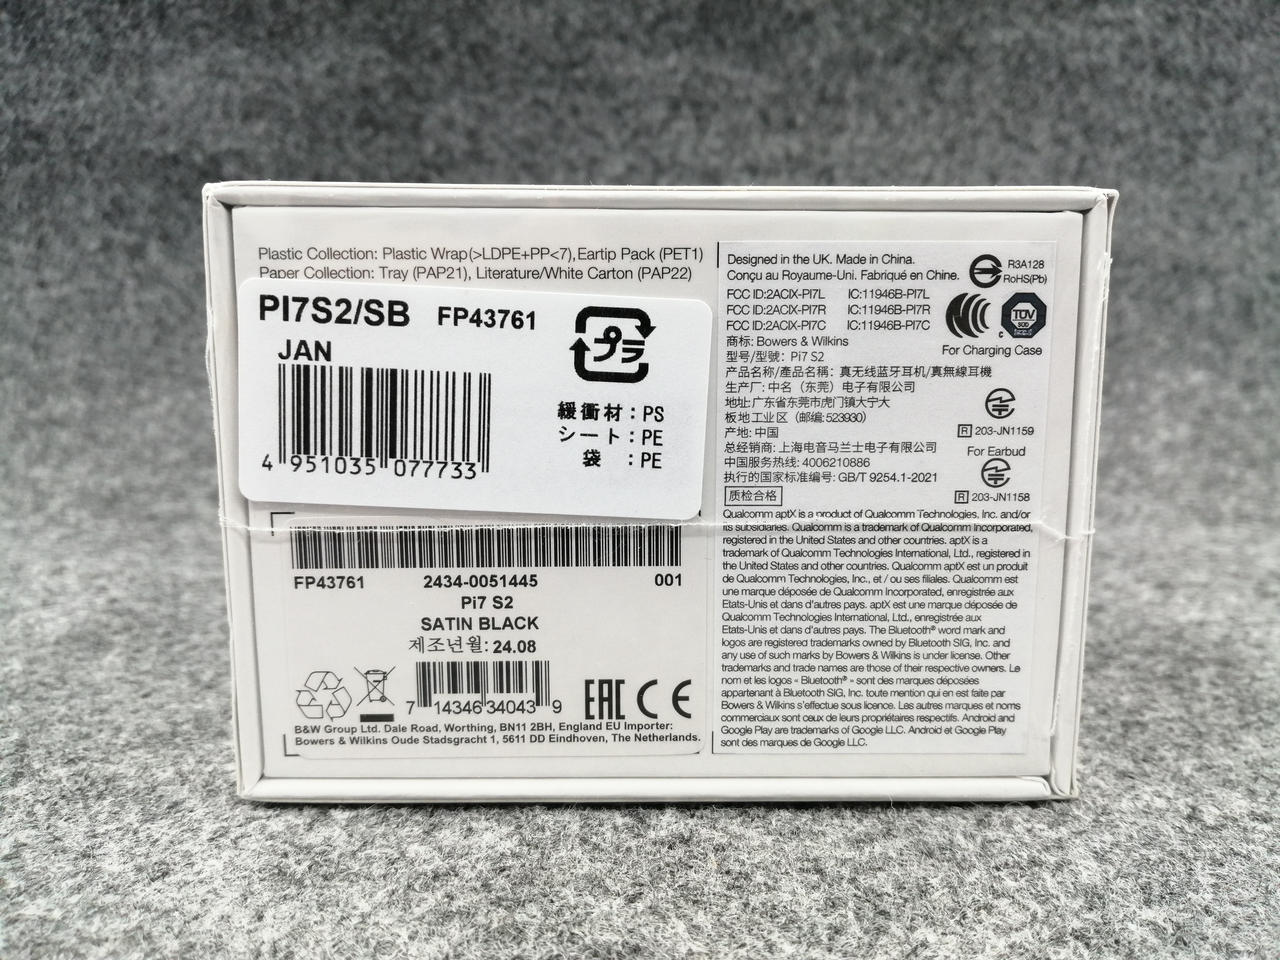 Plastic Collection: Plastic Wrap(>LDPE+PP<7), Eartip Pack (PET1)
Paper Collection: Tray (PAP21), Literature/White Carton (PAP22)
PI7S2/SB FP43761
JAN
プラ
4 951035 077733
緩衝材：PS
シート：PE
袋：PE
FP43761 2434-0051445 001
Pi7 S2
SATIN BLACK
제조년월: 24.08
7 14346 34043 9
EAC CE
B&W Group Ltd. Dale Road, Worthing, BN11 2BH, England EU Importer:
Bowers & Wilkins Oude Stadsgracht 1, 5611 DD Eindhoven, The Netherlands.
Designed in the UK. Made in China.
Conçu au Royaume-Uni. Fabriqué en Chine.
R3A128
RoHS(Pb)
FCC ID:2ACIX-PI7L IC:11946B-PI7L
FCC ID:2ACIX-PI7R IC:11946B-PI7R
FCC ID:2ACIX-PI7C IC:11946B-PI7C
TÜV
SÜD
C
For Charging Case
商标: Bowers & Wilkins
型号/型號: Pi7 S2
产品名称/產品名稱: 真无线蓝牙耳机/真無線耳機
生产厂: 中名（东莞）电子有限公司
地址:广东省东莞市虎门镇大宁大
板地工业区（邮编:523930)
产地: 中国
总经销商: 上海电音马兰士电子有限公司
中国服务热线: 4006210886
执行的国家标准编号: GB/T 9254.1-2021
质检合格
R 203-JN1159
For Earbud
R 203-JN1158
Qualcomm aptX is a product of Qualcomm Technologies, Inc. and/or
its subsidiaries. Qualcomm is a trademark of Qualcomm Incorporated,
registered in the United States and other countries. aptX is a
trademark of Qualcomm Technologies International, Ltd., registered in
the United States and other countries. Qualcomm aptX est un produit
de Qualcomm Technologies, Inc., et / ou ses filiales. Qualcomm est
une marque déposée de Qualcomm Incorporated, enregistrée aux
Etats-Unis et dans d'autres pays. aptX est une marque déposée de
Qualcomm Technologies International, Ltd., enregistrée aux
Etats-Unis et dans d'autres pays. The Bluetooth® word mark and
logos are registered trademarks owned by Bluetooth SIG, Inc. and
any use of such marks by Bowers & Wilkins is under license. Other
trademarks and trade names are those of their respective owners. Le
nom et les logos « Bluetooth® » sont des marques déposées
appartenant à Bluetooth SIG, Inc. toute mention qui en est faite par
Bowers & Wilkins s'effectue sous licence. Les autres marques et noms
commerciaux sont ceux de leurs propriétaires respectifs. Android and
Google Play are trademarks of Google LLC. Android et Google Play
sont des marques de Google LLC.